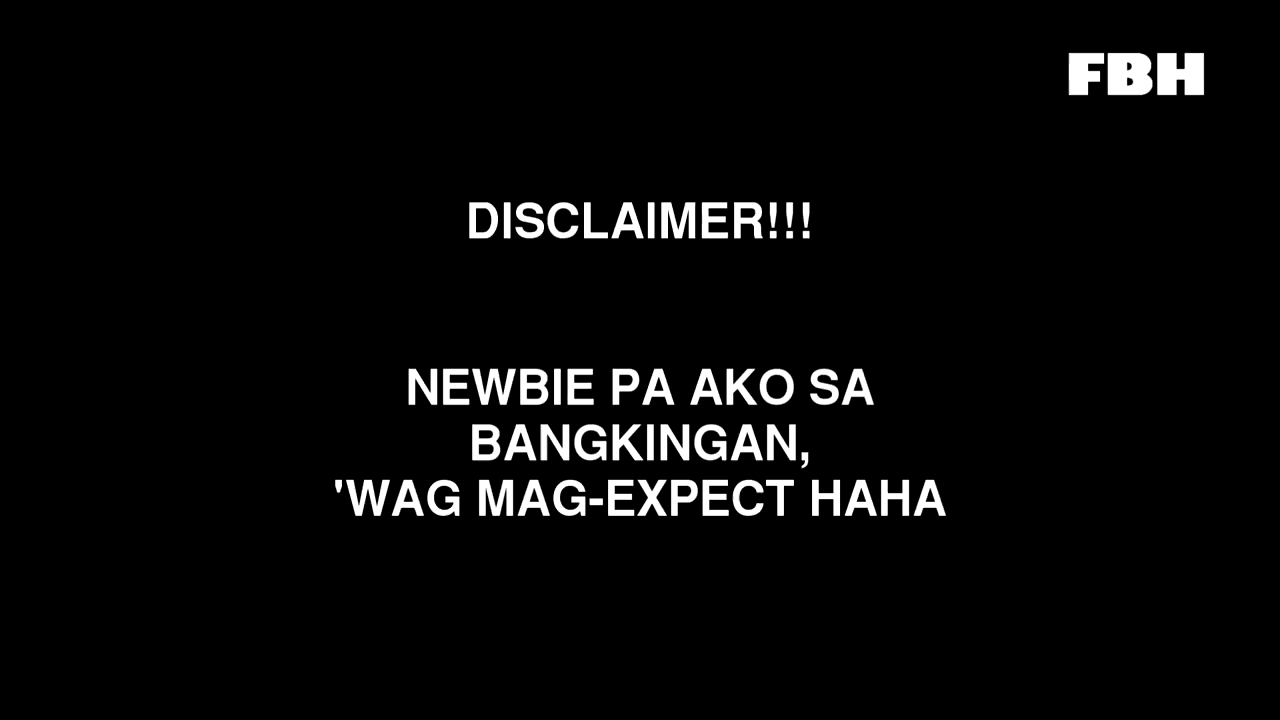 FBH
DISCLAIMER!!!
NEWBIE PA AKO SA
BANGKINGAN,
'WAG MAG-EXPECT HAHA